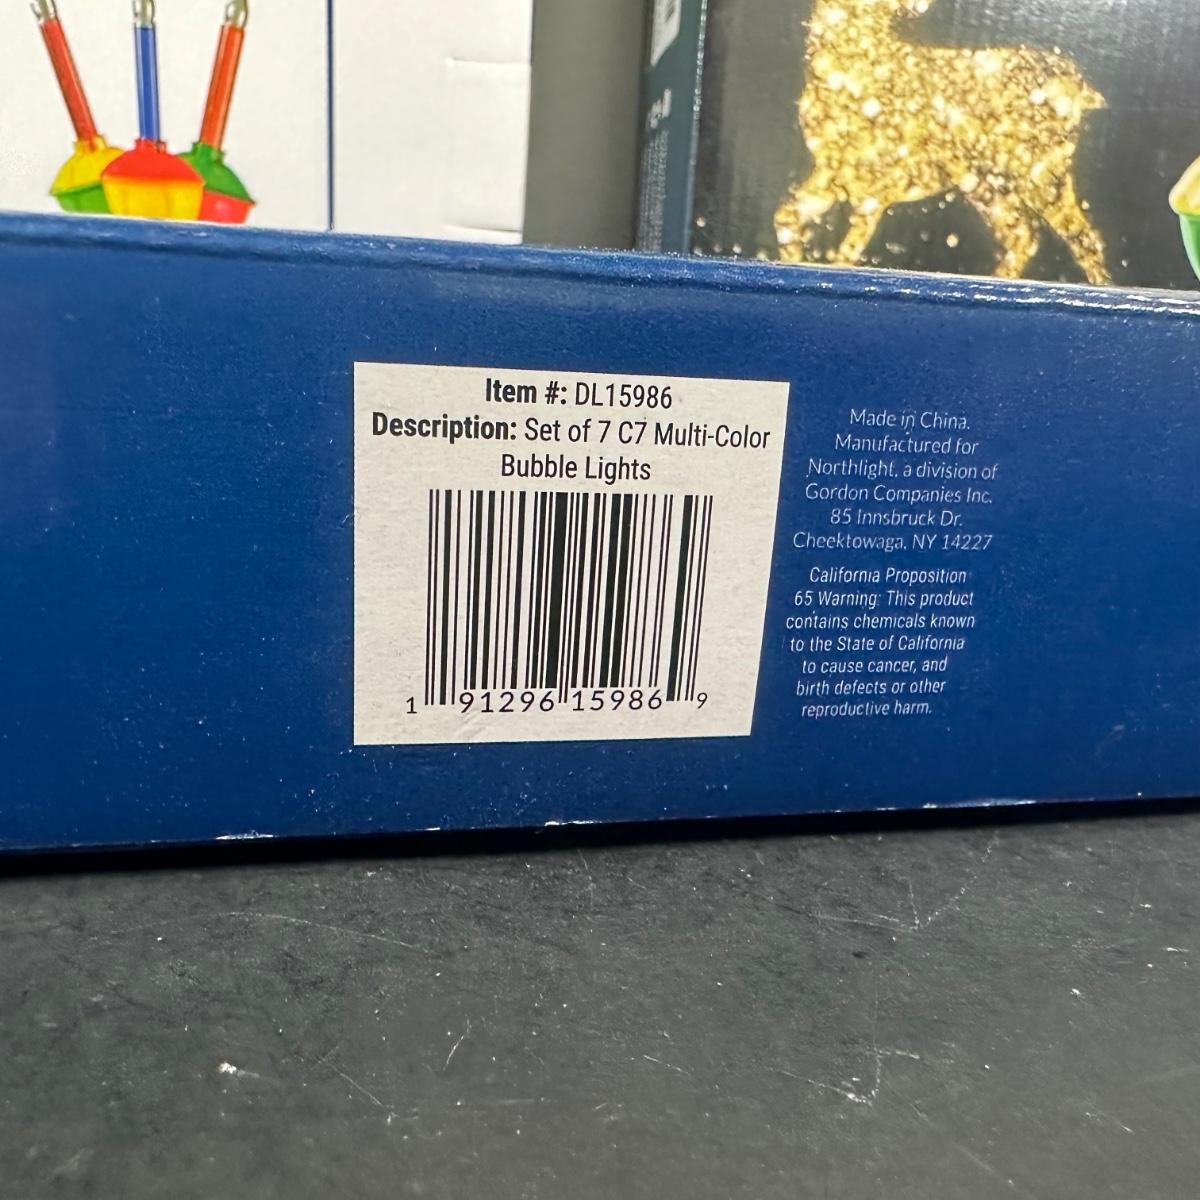 Item #: DL15986
Description: Set of 7 C7 Multi-Color
Bubble Lights
1 91296 15986 9
Made in China.
Manufactured for
Northlight, a division of
Gordon Companies Inc.
85 Innsbruck Dr.
Cheektowaga, NY 14227
California Proposition
65 Warning: This product
contains chemicals known
to the State of California
to cause cancer, and
birth defects or other
reproductive harm.